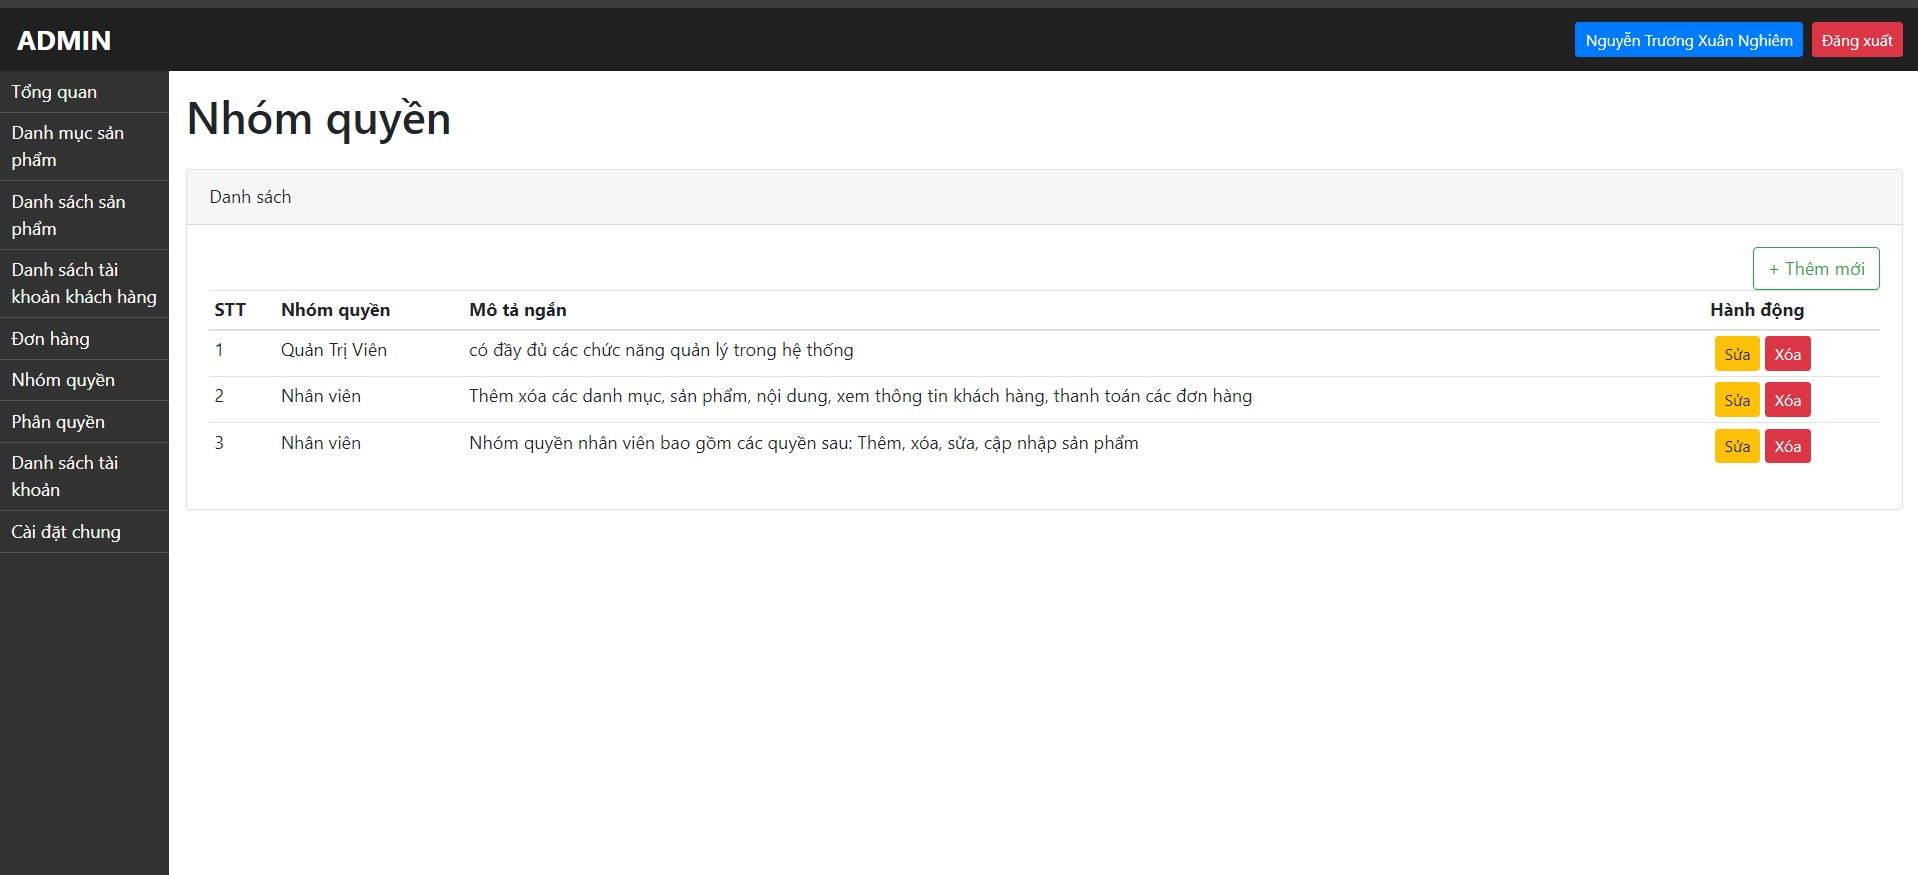 ADMIN
Nguyễn Trương Xuân Nghiêm
Đăng xuất
Tổng quan
Danh mục sản
phẩm
Danh sách sản
phẩm
Danh sách tài
khoản khách hàng
Đơn hàng
Nhóm quyền
Phân quyền
Danh sách tài
khoản
Cài đặt chung
Nhóm quyền
Danh sách
+ Thêm mới
STT Nhóm quyền Mô tả ngắn Hành động
1 Quản Trị Viên có đầy đủ các chức năng quản lý trong hệ thống Sửa Xóa
2 Nhân viên Thêm xóa các danh mục, sản phẩm, nội dung, xem thông tin khách hàng, thanh toán các đơn hàng Sửa Xóa
3 Nhân viên Nhóm quyền nhân viên bao gồm các quyền sau: Thêm, xóa, sửa, cập nhập sản phẩm Sửa Xóa